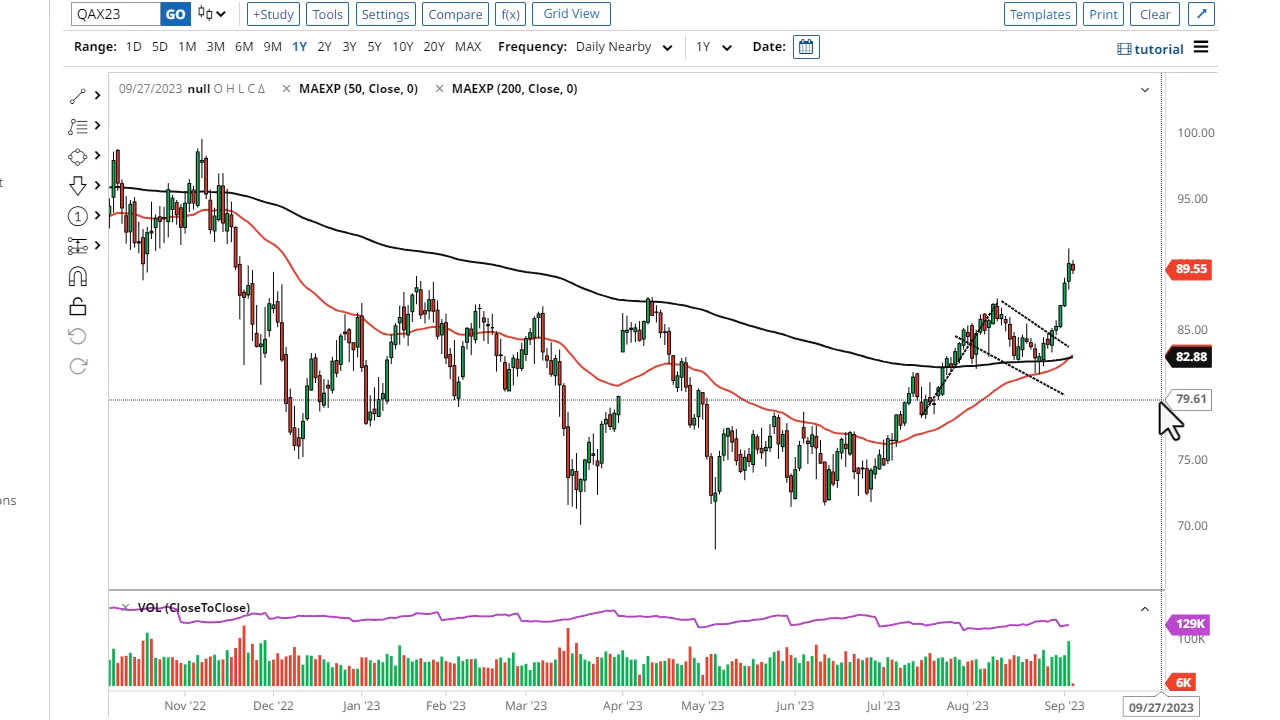 QAX23 GO +Study Tools Settings Compare f(x) Grid View Templates Print Clear
Range: 1D 5D 1M 3M 6M 9M 1Y 2Y 3Y 5Y 10Y 20Y MAX Frequency: Daily Nearby 1Y Date: tutorial
09/27/2023 null O H L C Δ × MAEXP (50, Close, 0) × MAEXP (200, Close, 0)
100.00
t
95.00
1
89.55
85.00
82.88
79.61
75.00
ons
70.00
× VOL (CloseToClose)
129K
100K
6K
Nov '22 Dec '22 Jan '23 Feb '23 Mar '23 Apr '23 May '23 Jun '23 Jul '23 Aug '23 Sep '23 09/27/2023